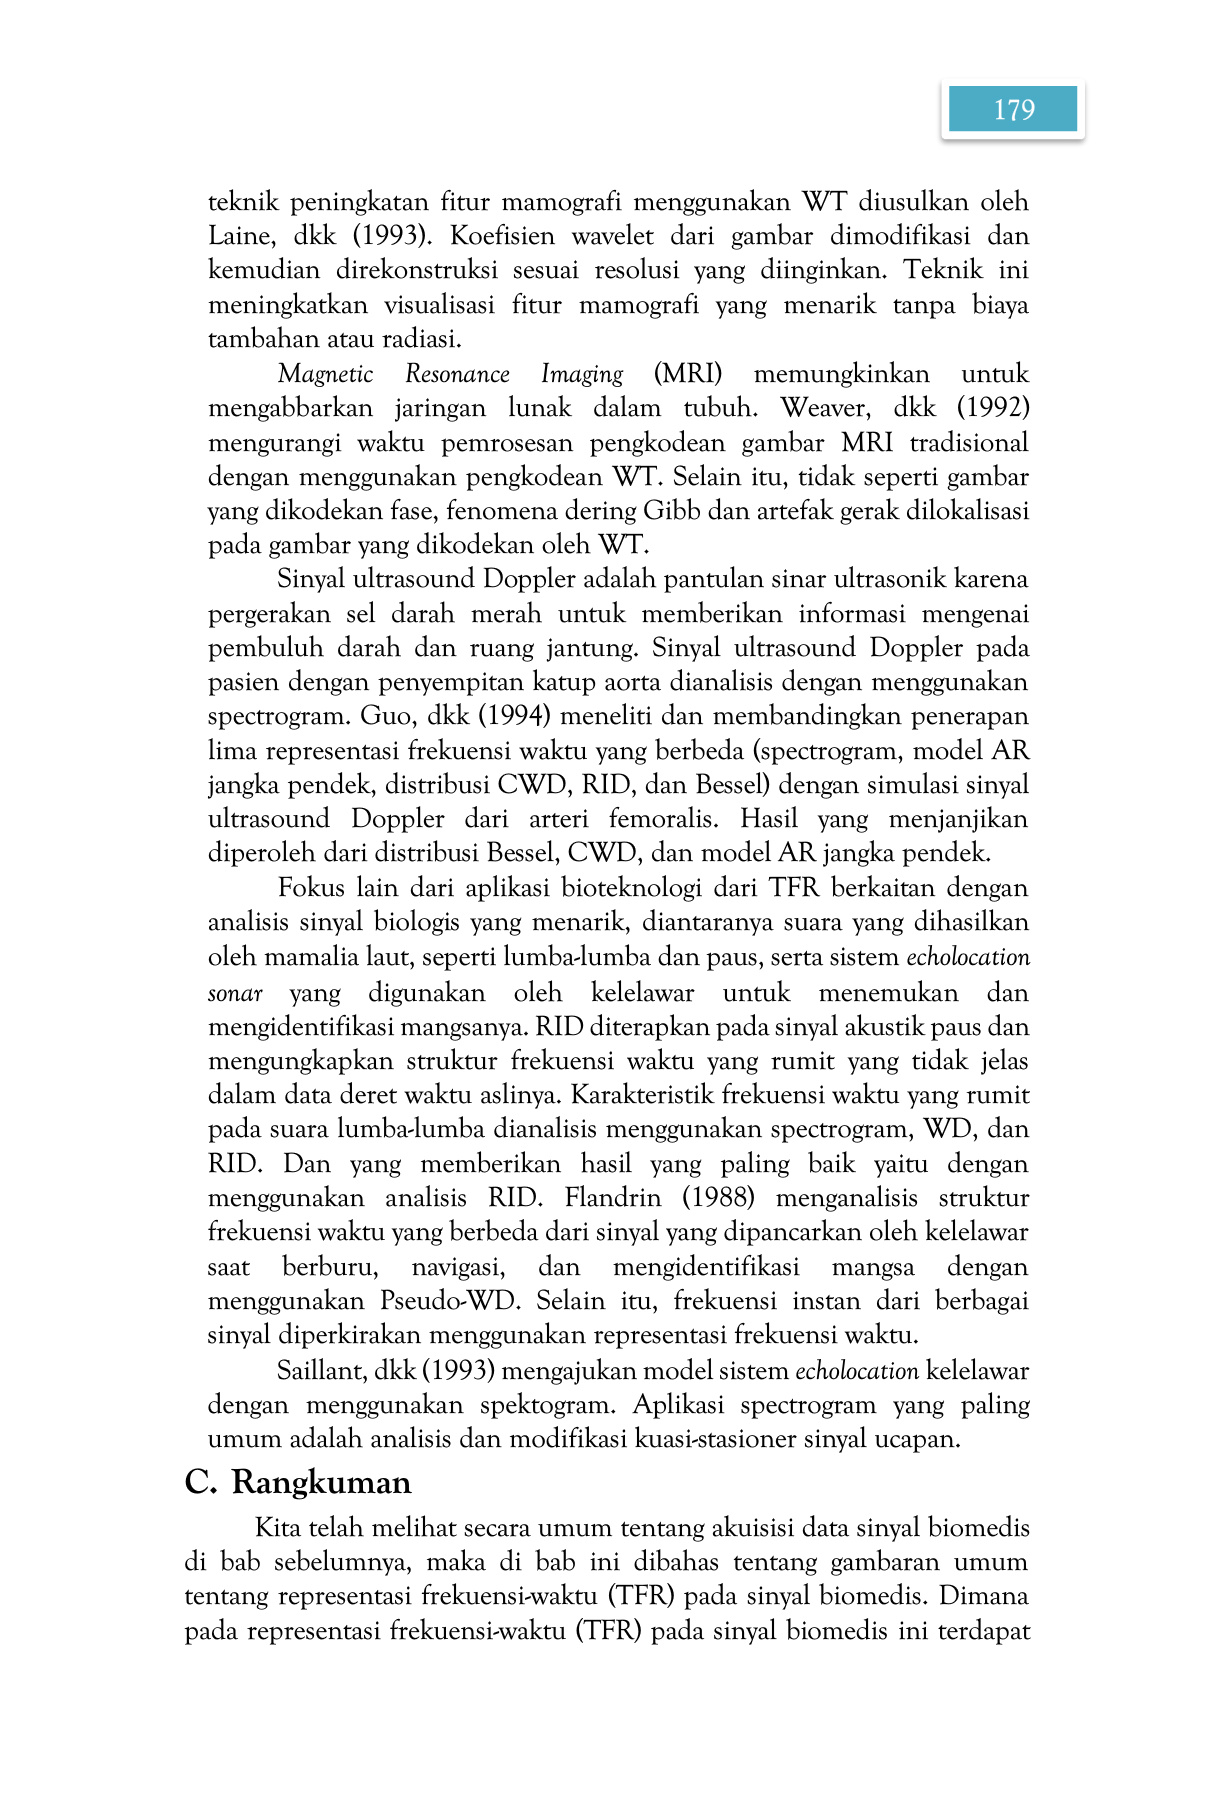 179
teknik peningkatan fitur mamografi menggunakan WT diusulkan oleh
Laine, dkk (1993). Koefisien wavelet dari gambar dimodifikasi dan
kemudian direkonstruksi sesuai resolusi yang diinginkan. Teknik ini
meningkatkan visualisasi fitur mamografi yang menarik tanpa biaya
tambahan atau radiasi.
Magnetic Resonance Imaging (MRI) memungkinkan untuk
mengabbarkan jaringan lunak dalam tubuh. Weaver, dkk (1992)
mengurangi waktu pemrosesan pengkodean gambar MRI tradisional
dengan menggunakan pengkodean WT. Selain itu, tidak seperti gambar
yang dikodekan fase, fenomena dering Gibb dan artefak gerak dilokalisasi
pada gambar yang dikodekan oleh WT.
Sinyal ultrasound Doppler adalah pantulan sinar ultrasonik karena
pergerakan sel darah merah untuk memberikan informasi mengenai
pembuluh darah dan ruang jantung. Sinyal ultrasound Doppler pada
pasien dengan penyempitan katup aorta dianalisis dengan menggunakan
spectrogram. Guo, dkk (1994) meneliti dan membandingkan penerapan
lima representasi frekuensi waktu yang berbeda (spectrogram, model AR
jangka pendek, distribusi CWD, RID, dan Bessel) dengan simulasi sinyal
ultrasound Doppler dari arteri femoralis. Hasil yang menjanjikan
diperoleh dari distribusi Bessel, CWD, dan model AR jangka pendek.
Fokus lain dari aplikasi bioteknologi dari TFR berkaitan dengan
analisis sinyal biologis yang menarik, diantaranya suara yang dihasilkan
oleh mamalia laut, seperti lumba-lumba dan paus, serta sistem echolocation
sonar yang digunakan oleh kelelawar untuk menemukan dan
mengidentifikasi mangsanya. RID diterapkan pada sinyal akustik paus dan
mengungkapkan struktur frekuensi waktu yang rumit yang tidak jelas
dalam data deret waktu aslinya. Karakteristik frekuensi waktu yang rumit
pada suara lumba-lumba dianalisis menggunakan spectrogram, WD, dan
RID. Dan yang memberikan hasil yang paling baik yaitu dengan
menggunakan analisis RID. Flandrin (1988) menganalisis struktur
frekuensi waktu yang berbeda dari sinyal yang dipancarkan oleh kelelawar
saat berburu, navigasi, dan mengidentifikasi mangsa dengan
menggunakan Pseudo-WD. Selain itu, frekuensi instan dari berbagai
sinyal diperkirakan menggunakan representasi frekuensi waktu.
Saillant, dkk (1993) mengajukan model sistem echolocation kelelawar
dengan menggunakan spektogram. Aplikasi spectrogram yang paling
umum adalah analisis dan modifikasi kuasi-stasioner sinyal ucapan.
C. Rangkuman
Kita telah melihat secara umum tentang akuisisi data sinyal biomedis
di bab sebelumnya, maka di bab ini dibahas tentang gambaran umum
tentang representasi frekuensi-waktu (TFR) pada sinyal biomedis. Dimana
pada representasi frekuensi-waktu (TFR) pada sinyal biomedis ini terdapat